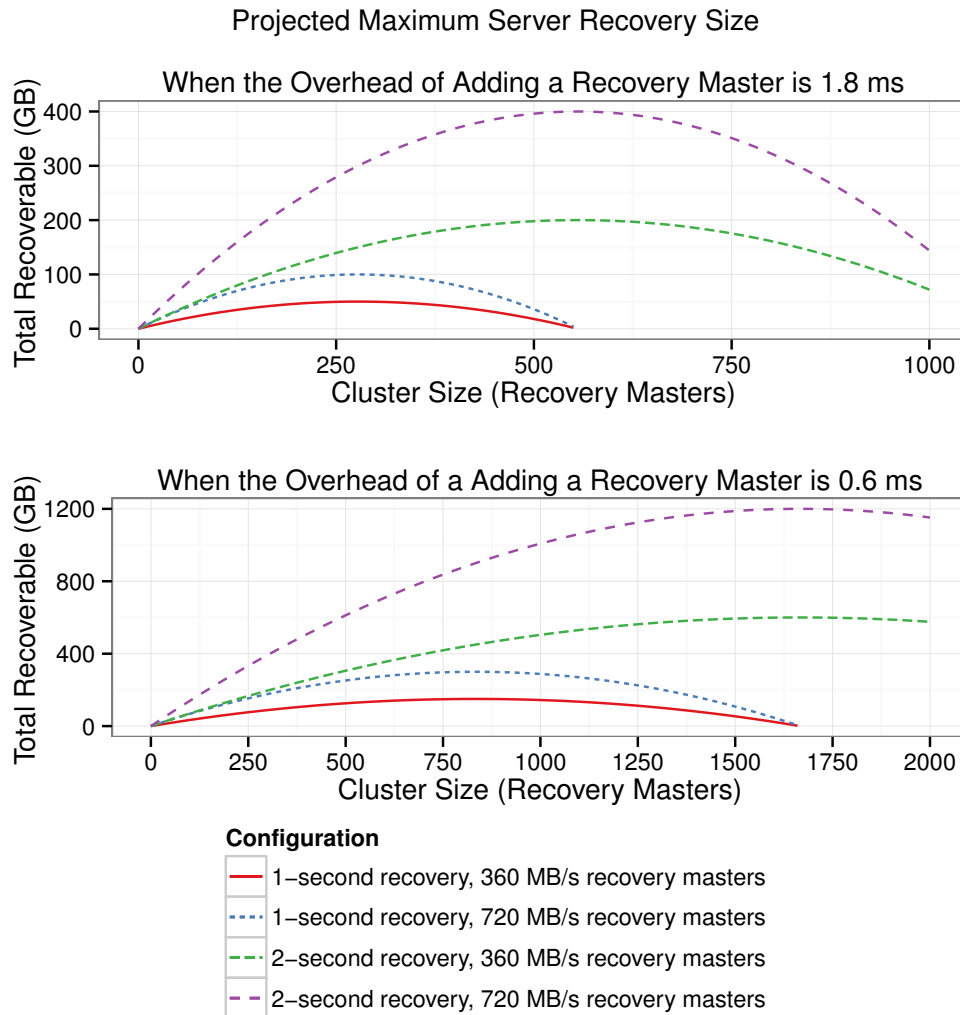 Projected Maximum Server Recovery Size
When the Overhead of Adding a Recovery Master is 1.8 ms
Total Recoverable (GB)
400
300
200
100
0
0 250 500 750 1000
Cluster Size (Recovery Masters)
When the Overhead of a Adding a Recovery Master is 0.6 ms
Total Recoverable (GB)
1200
800
400
0
0 250 500 750 1000 1250 1500 1750 2000
Cluster Size (Recovery Masters)
Configuration
1−second recovery, 360 MB/s recovery masters
1−second recovery, 720 MB/s recovery masters
2−second recovery, 360 MB/s recovery masters
2−second recovery, 720 MB/s recovery masters